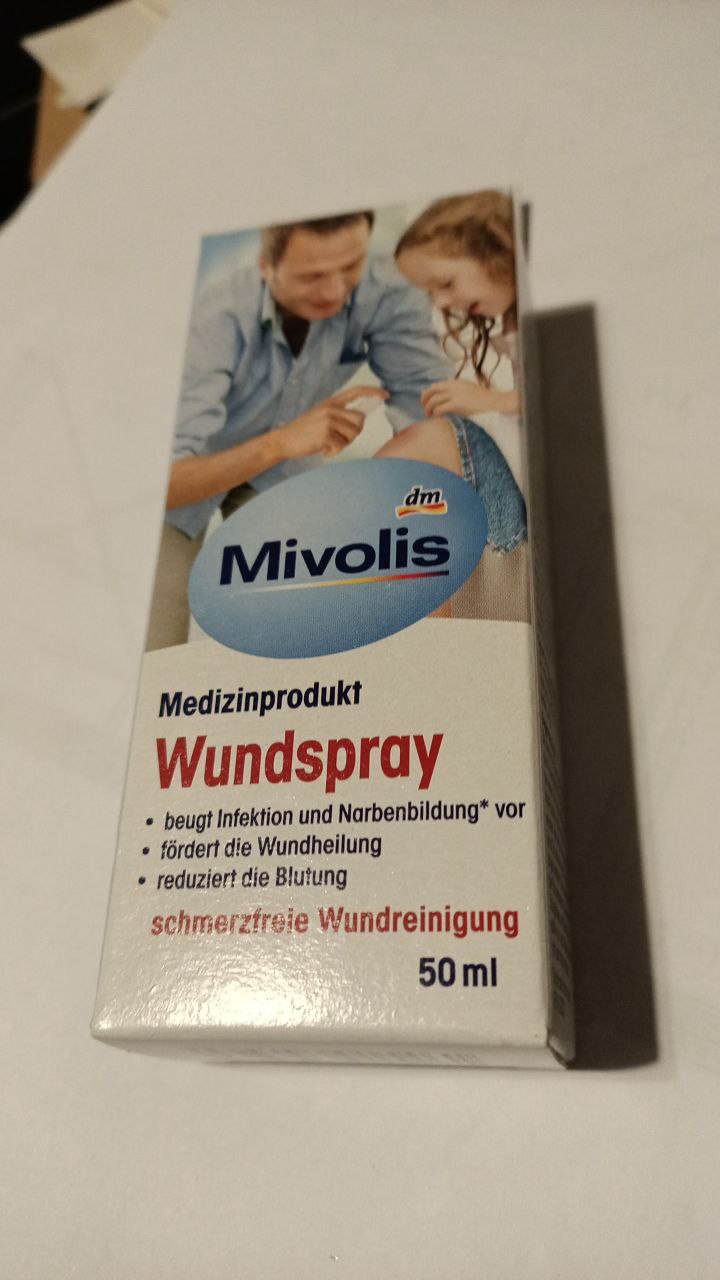 dm
Mivolis
Medizinprodukt
Wundspray
• beugt Infektion und Narbenbildung* vor
• fördert die Wundheilung
• reduziert die Blutung
schmerzfreie Wundreinigung
50 ml